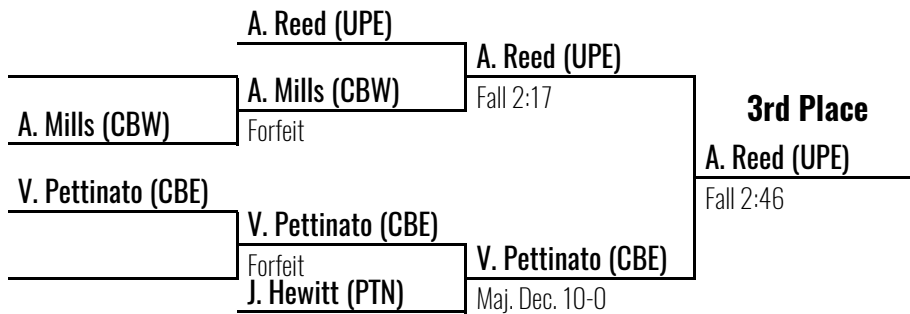 A. Reed (UPE)
A. Reed (UPE)
A. Mills (CBW)
Fall 2:17
3rd Place
A. Mills (CBW)
Forfeit
A. Reed (UPE)
V. Pettinato (CBE)
Fall 2:46
V. Pettinato (CBE)
Forfeit
V. Pettinato (CBE)
J. Hewitt (PTN)
Maj. Dec. 10-0